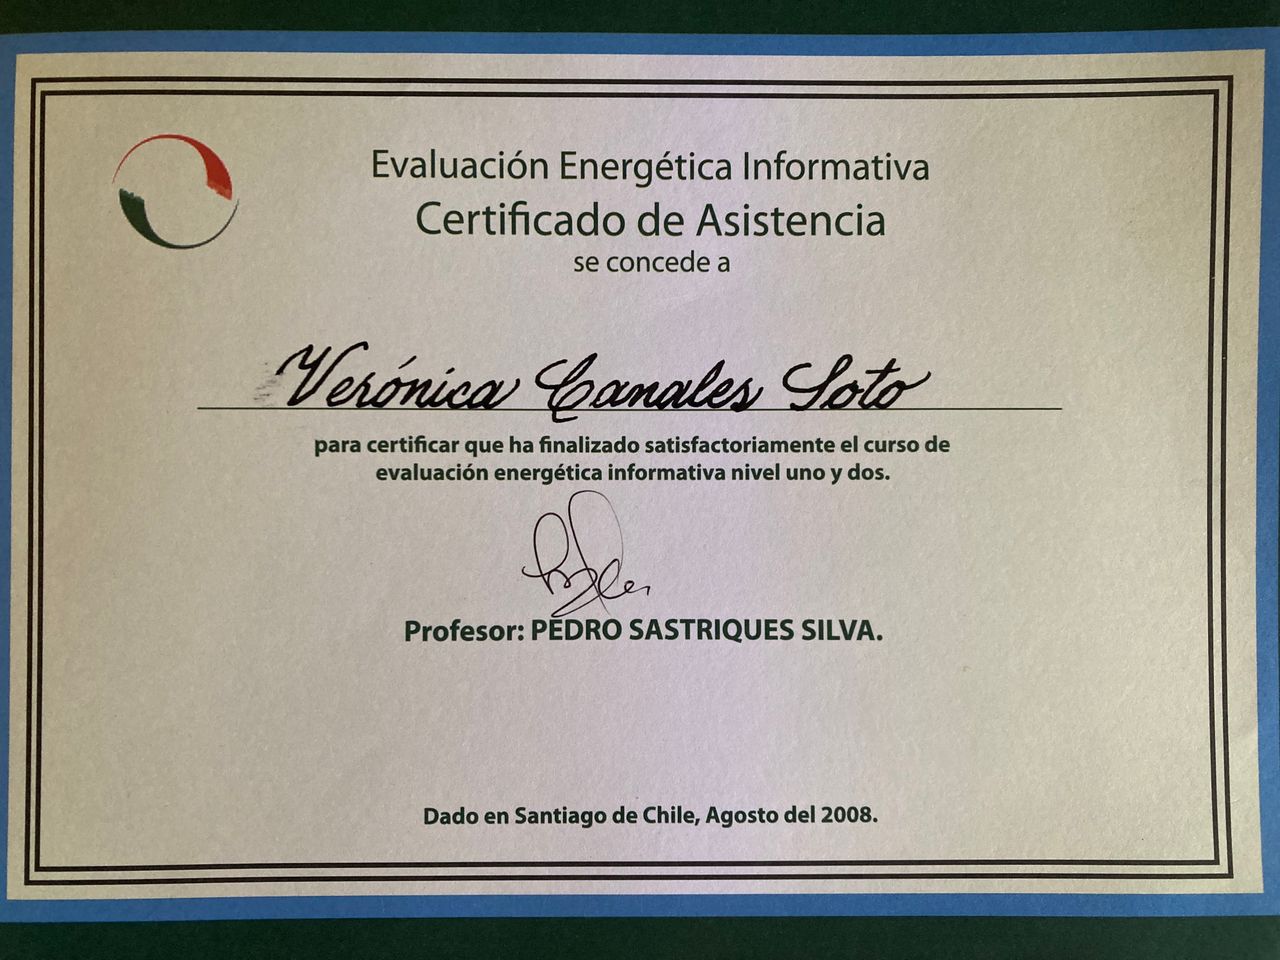 Evaluación Energética Informativa
Certificado de Asistencia
se concede a
Verónica Canales Soto
para certificar que ha finalizado satisfactoriamente el curso de
evaluación energética informativa nivel uno y dos.
Profesor: PEDRO SASTRIQUES SILVA.
Dado en Santiago de Chile, Agosto del 2008.